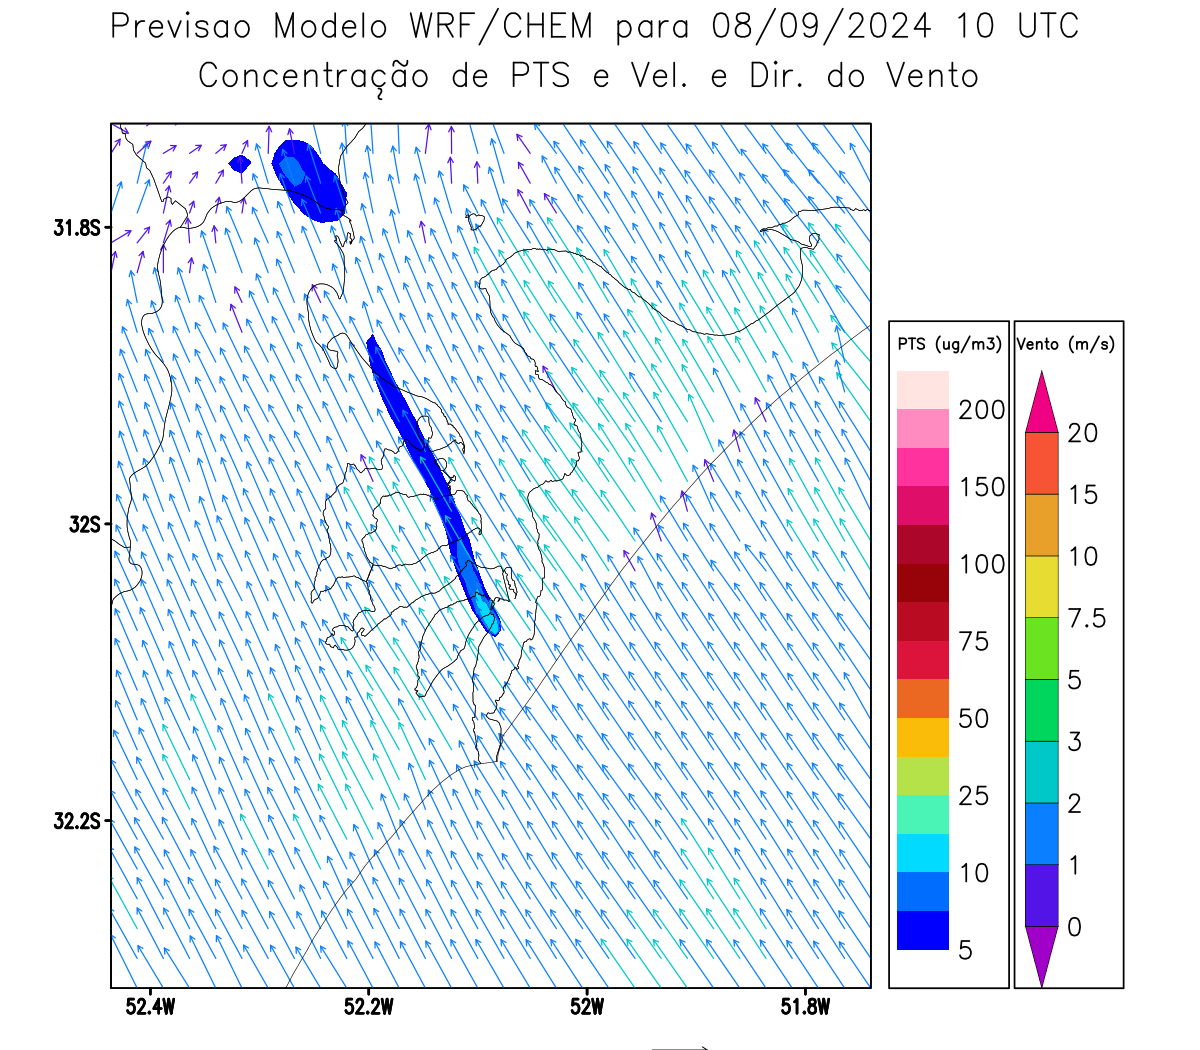 Previsao Modelo WRF/CHEM para 08/09/2024 10 UTC
Concentração de PTS e Vel. e Dir. do Vento
31.8S
32S
32.2S
52.4W
52.2W
52W
51.8W
PTS (ug/m3)
200
150
100
75
50
25
10
5
Vento (m/s)
20
15
10
7.5
5
3
2
1
0